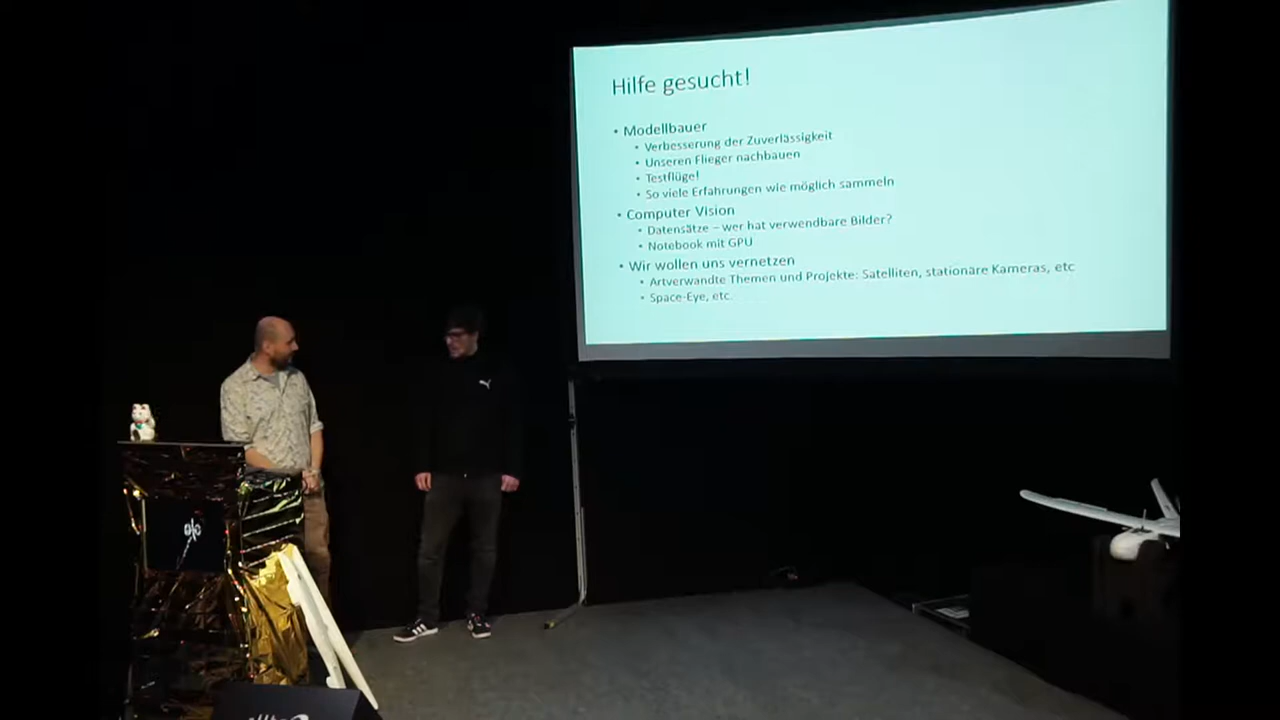 Hilfe gesucht!
• Modellbauer
• Verbesserung der Zuverlässigkeit
• Unseren Flieger nachbauen
• Testflüge!
• So viele Erfahrungen wie möglich sammeln
• Computer Vision
• Datensätze – wer hat verwendbare Bilder?
• Notebook mit GPU
• Wir wollen uns vernetzen
• Artverwandte Themen und Projekte: Satelliten, stationäre Kameras, etc
• Space-Eye, etc.